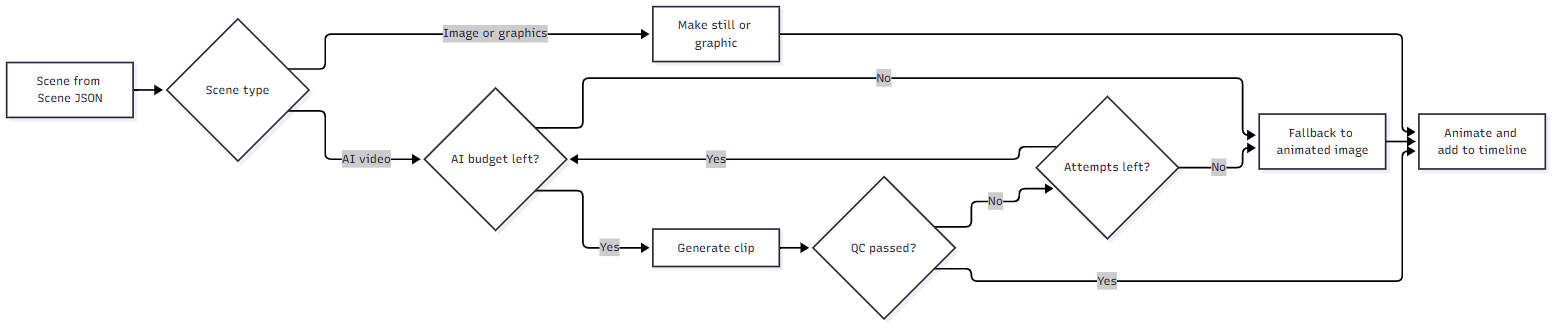 Scene from
Scene JSON
Scene type
Image or graphics
AI video
Make still or
graphic
AI budget left?
No
Yes
Yes
Generate clip
QC passed?
No
Yes
Attempts left?
No
Fallback to
animated image
Animate and
add to timeline